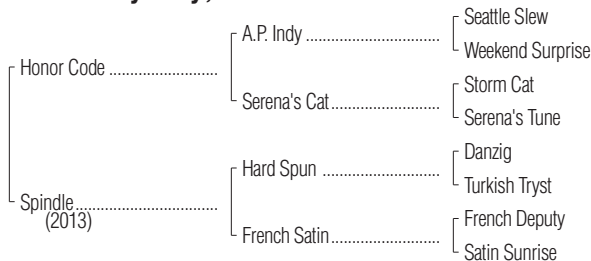 Seattle Slew
A.P. Indy
Weekend Surprise
Honor Code
Storm Cat
Serena's Cat
Serena's Tune
Danzig
Hard Spun
Turkish Tryst
Spindle
(2013)
French Deputy
French Satin
Satin Sunrise